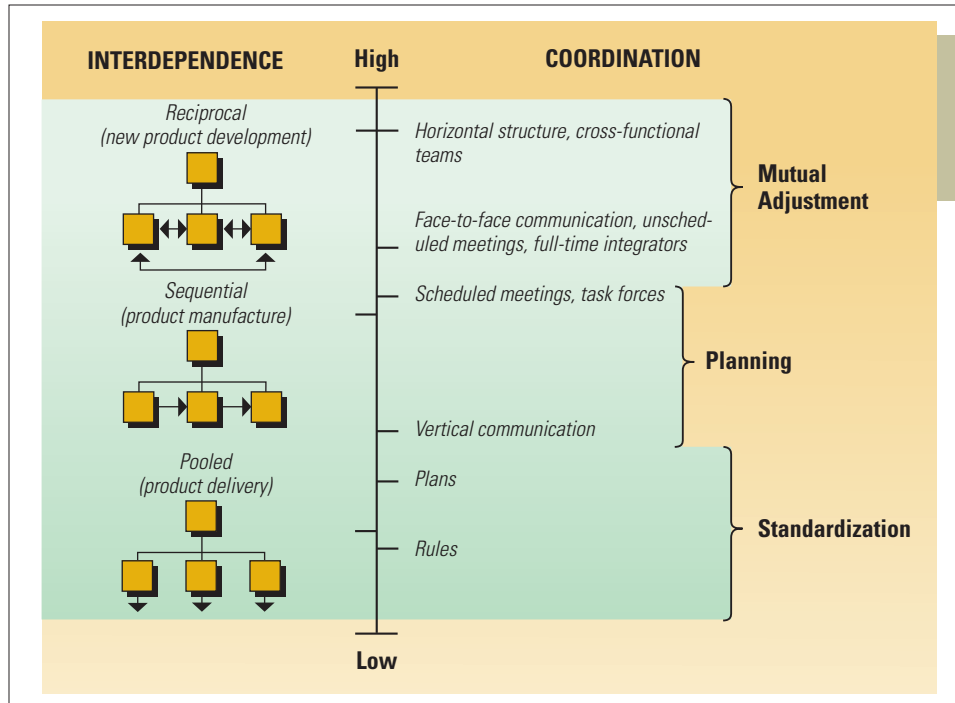 INTERDEPENDENCE
High
COORDINATION
Reciprocal
(new product development)
Horizontal structure, cross-functional
teams
Mutual
Adjustment
Face-to-face communication, unsched-
uled meetings, full-time integrators
Sequential
(product manufacture)
Scheduled meetings, task forces
Planning
Vertical communication
Pooled
(product delivery)
Plans
Standardization
Rules
Low